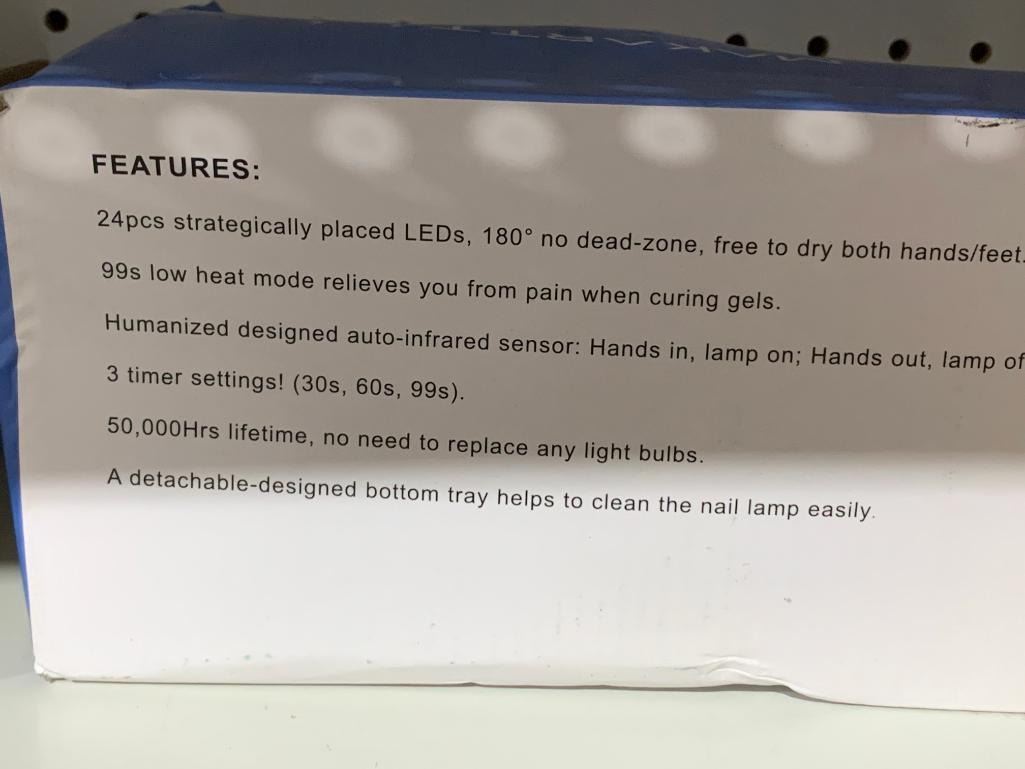 FEATURES:
24pcs strategically placed LEDs, 180° no dead-zone, free to dry both hands/feet.
99s low heat mode relieves you from pain when curing gels.
Humanized designed auto-infrared sensor: Hands in, lamp on; Hands out, lamp of
3 timer settings! (30s, 60s, 99s).
50,000Hrs lifetime, no need to replace any light bulbs.
A detachable-designed bottom tray helps to clean the nail lamp easily.